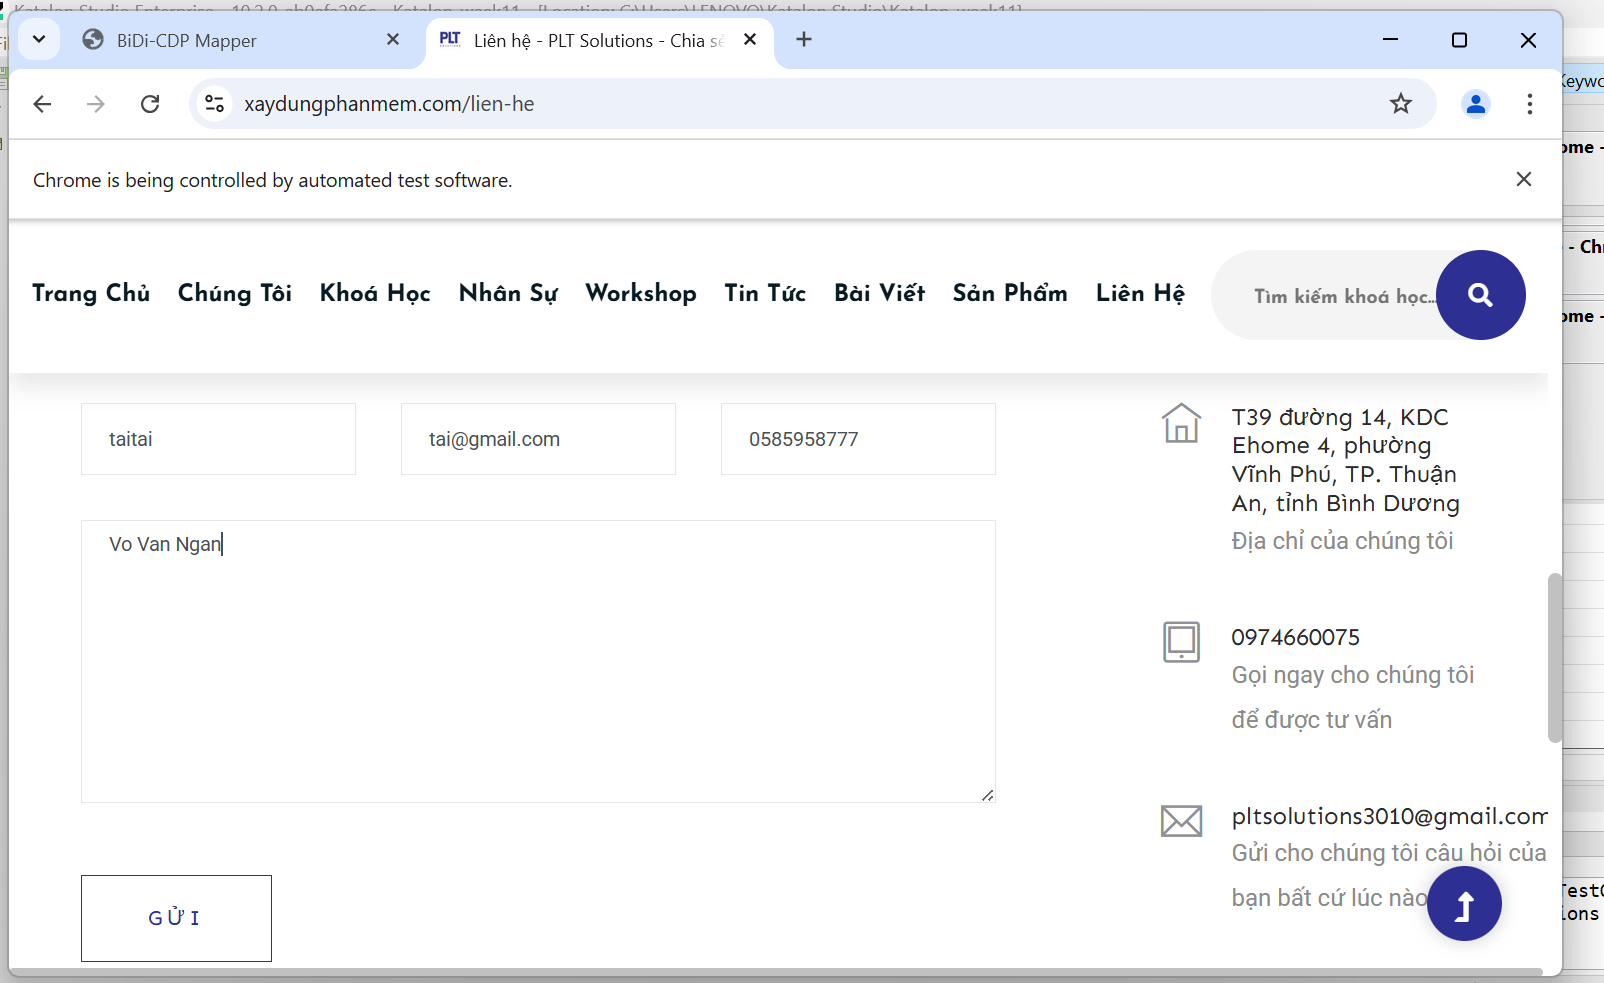 BiDi-CDP Mapper
PLT
Liên hệ - PLT Solutions - Chia sẻ
xaydungphanmem.com/lien-he
Chrome is being controlled by automated test software.
Trang Chủ
Chúng Tôi
Khoá Học
Nhân Sự
Workshop
Tin Tức
Bài Viết
Sản Phẩm
Liên Hệ
Tìm kiếm khoá học...
taitai
tai@gmail.com
0585958777
Vo Van Ngan
GỬI
T39 đường 14, KDC
Ehome 4, phường
Vĩnh Phú, TP. Thuận
An, tỉnh Bình Dương
Địa chỉ của chúng tôi
0974660075
Gọi ngay cho chúng tôi
để được tư vấn
pltsolutions3010@gmail.com
Gửi cho chúng tôi câu hỏi của
bạn bất cứ lúc nào